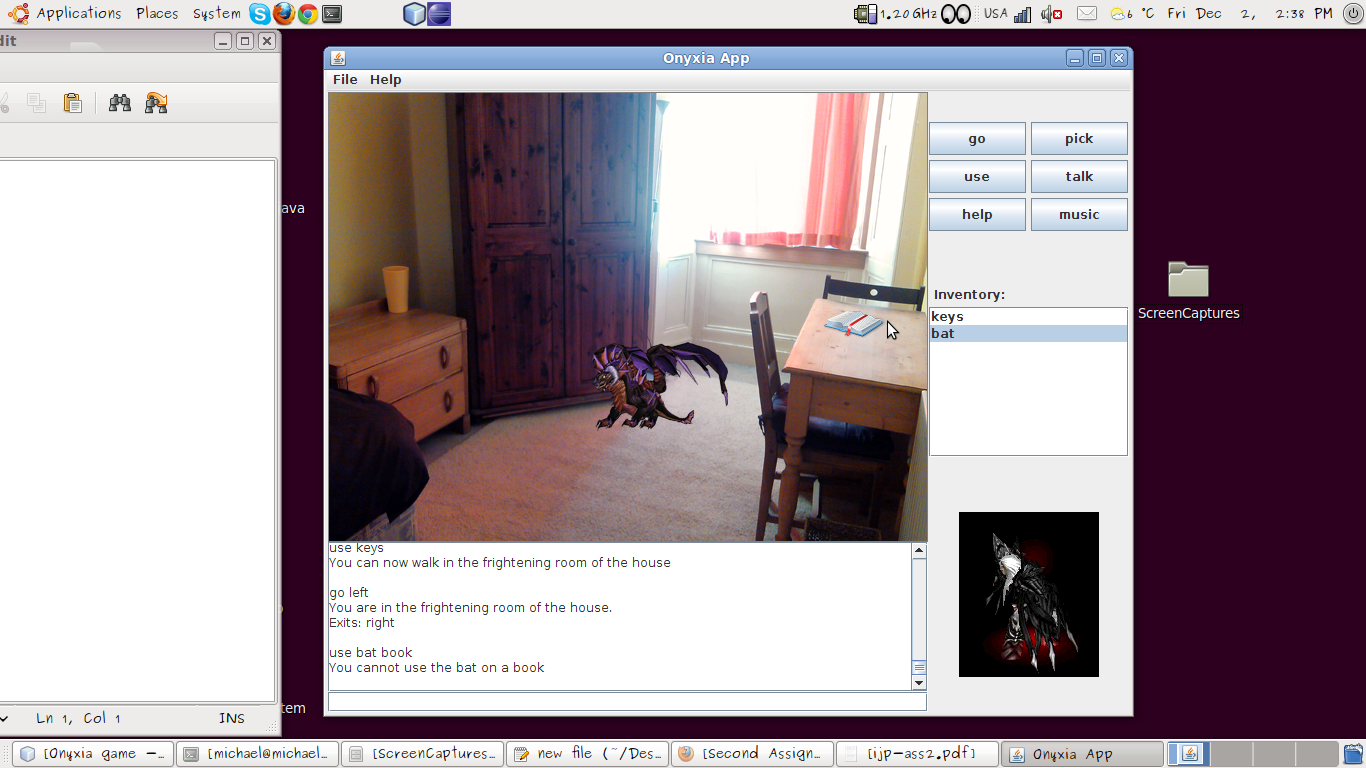 Applications Places System
1.20 GHz USA 6 °C Fri Dec 2, 2:38 PM
dit
Onyxia App
File Help
go pick
use talk
help music
ava
Inventory:
keys
bat
ScreenCaptures
use keys
You can now walk in the frightening room of the house
go left
You are in the frightening room of the house.
Exits: right
use bat book
You cannot use the bat on a book
tem
Ln 1, Col 1 INS
[Onyxia game –... [michael@michael... [ScreenCaptures... new file (~/Des... [Second Assign... [ijp-ass2.pdf] Onyxia App